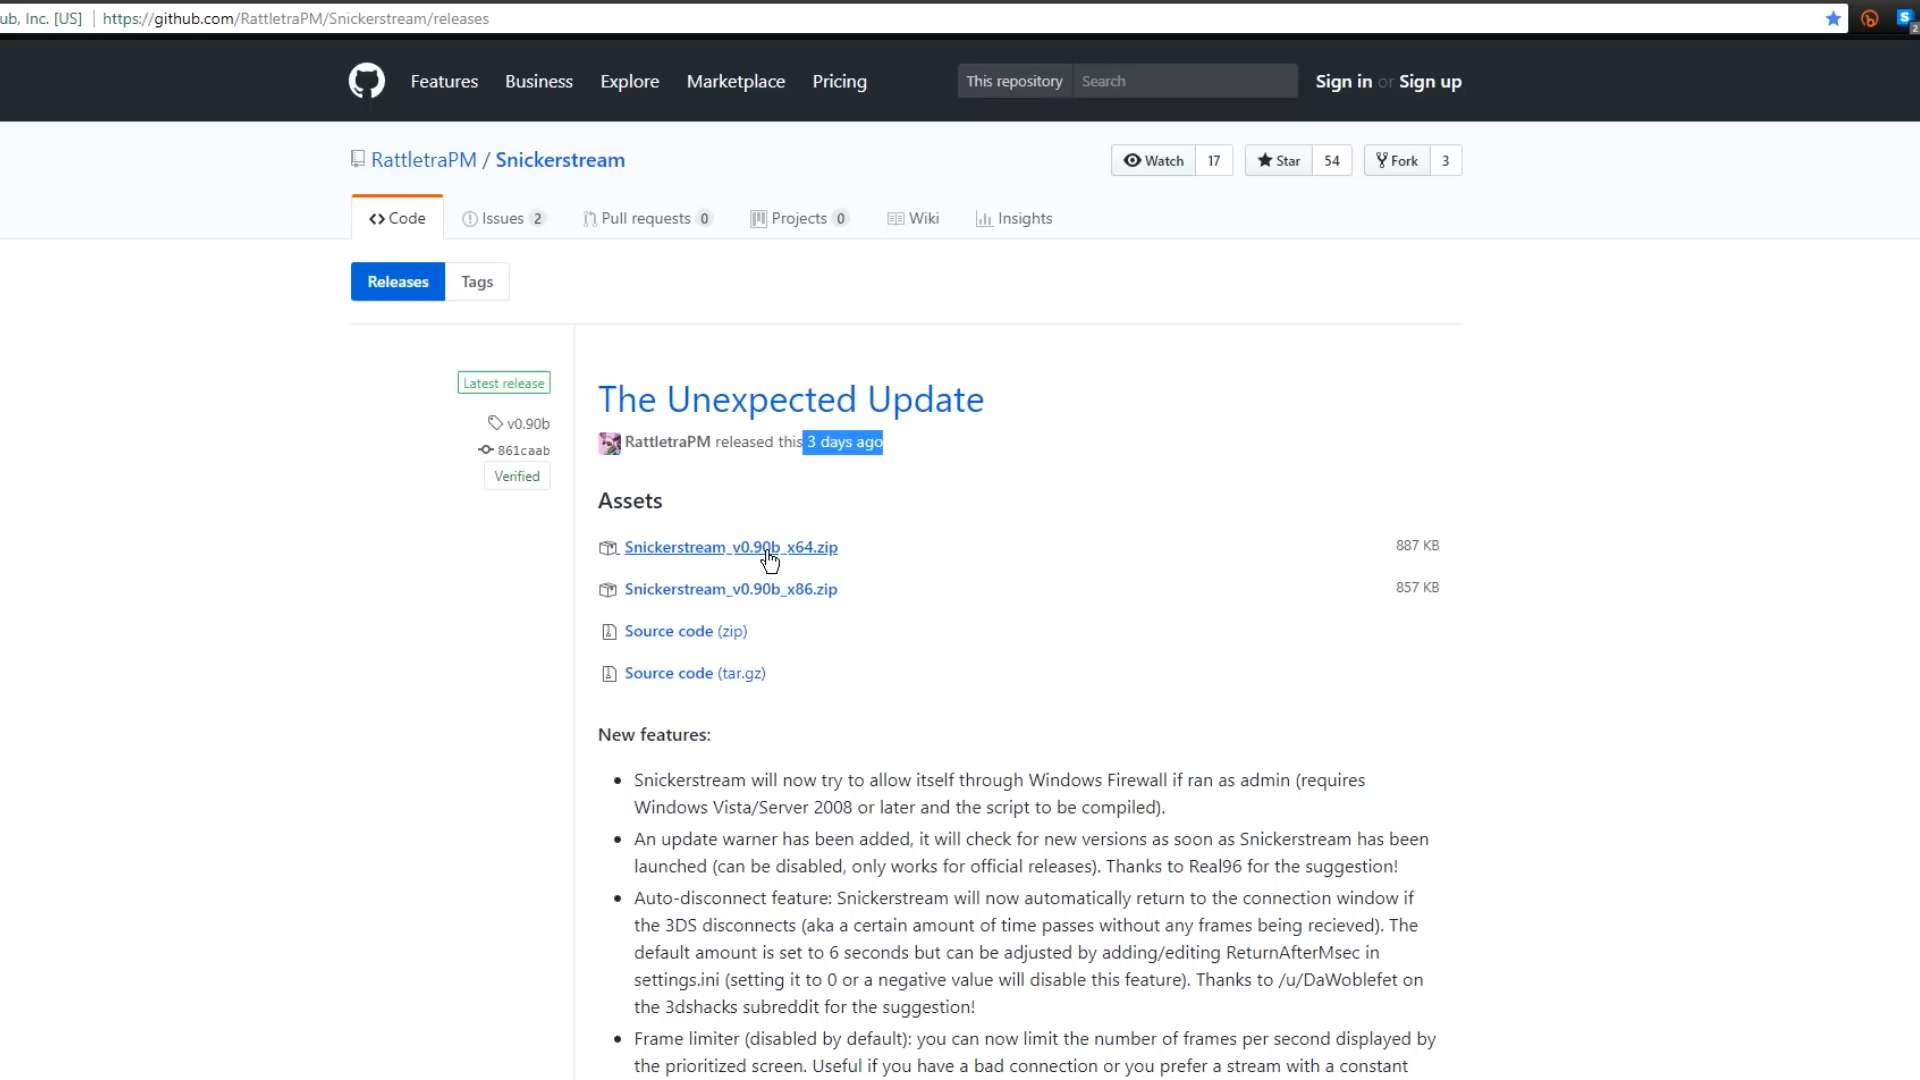 ub, Inc. [US] | https://github.com/RattletraPM/Snickerstream/releases
2
Features Business Explore Marketplace Pricing This repository Search Sign in or Sign up
RattletraPM / Snickerstream Watch 17 Star 54 Fork 3
Code Issues 2 Pull requests 0 Projects 0 Wiki Insights
Releases Tags
Latest release
v0.90b
861caab
Verified
The Unexpected Update
RattletraPM released this 3 days ago
Assets
Snickerstream_v0.90b_x64.zip 887 KB
Snickerstream_v0.90b_x86.zip 857 KB
Source code (zip)
Source code (tar.gz)
New features:
Snickerstream will now try to allow itself through Windows Firewall if ran as admin (requires
Windows Vista/Server 2008 or later and the script to be compiled).
An update warner has been added, it will check for new versions as soon as Snickerstream has been
launched (can be disabled, only works for official releases). Thanks to Real96 for the suggestion!
Auto-disconnect feature: Snickerstream will now automatically return to the connection window if
the 3DS disconnects (aka a certain amount of time passes without any frames being recieved). The
default amount is set to 6 seconds but can be adjusted by adding/editing ReturnAfterMsec in
settings.ini (setting it to 0 or a negative value will disable this feature). Thanks to /u/DaWoblefet on
the 3dshacks subreddit for the suggestion!
Frame limiter (disabled by default): you can now limit the number of frames per second displayed by
the prioritized screen. Useful if you have a bad connection or you prefer a stream with a constant